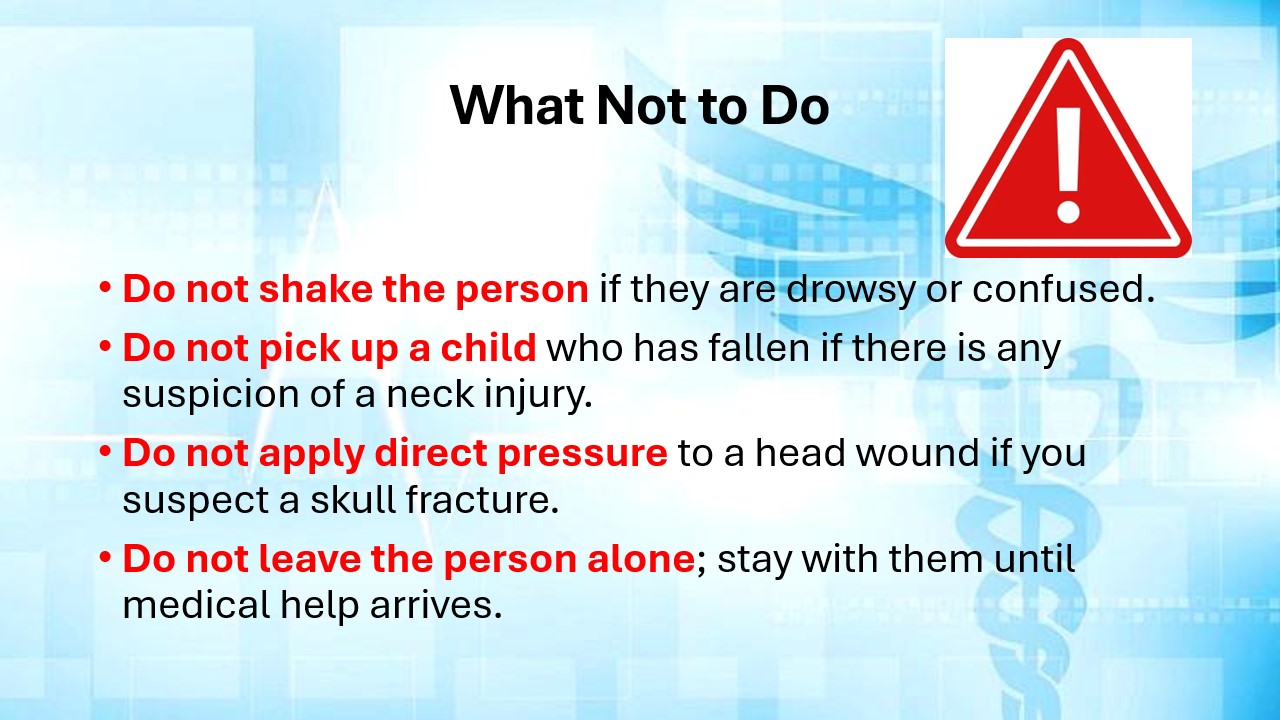 What Not to Do
• Do not shake the person if they are drowsy or confused.
• Do not pick up a child who has fallen if there is any
suspicion of a neck injury.
• Do not apply direct pressure to a head wound if you
suspect a skull fracture.
• Do not leave the person alone; stay with them until
medical help arrives.